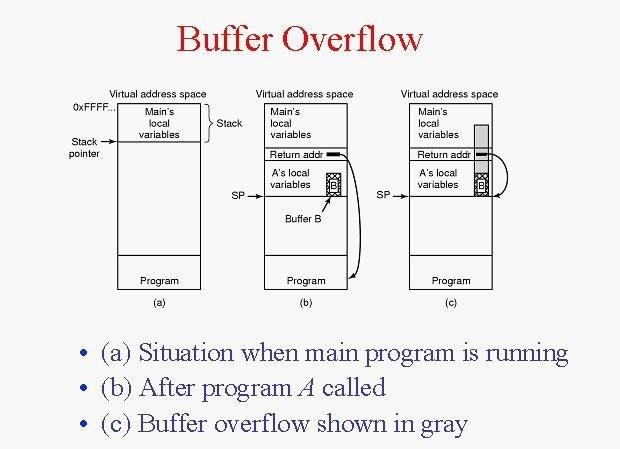 Buffer Overflow
Virtual address space
Virtual address space
Virtual address space
0xFFFF...
Main's
local
variables
Stack
Stack
pointer
Program
(a)
Main's
local
variables
Return addr
A's local
variables
B
SP
Buffer B
Program
(b)
Main's
local
variables
Return addr
A's local
variables
B
SP
Program
(c)
• (a) Situation when main program is running
• (b) After program A called
• (c) Buffer overflow shown in gray